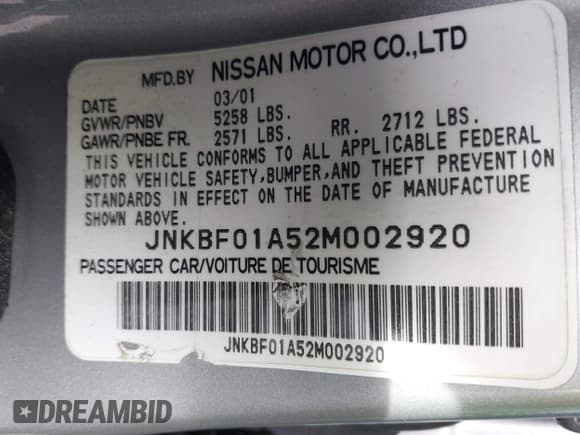 MFD.BY NISSAN MOTOR CO.,LTD
DATE 03/01
GVWR/PNBV 5258 LBS.
GAWR/PNBE FR. 2571 LBS. RR. 2712 LBS.
THIS VEHICLE CONFORMS TO ALL APPLICABLE FEDERAL
MOTOR VEHICLE SAFETY,BUMPER,AND THEFT PREVENTION
STANDARDS IN EFFECT ON THE DATE OF MANUFACTURE
SHOWN ABOVE.
JNKBF01A52M002920
PASSENGER CAR/VOITURE DE TOURISME
JNKBF01A52M002920
DREAMBID